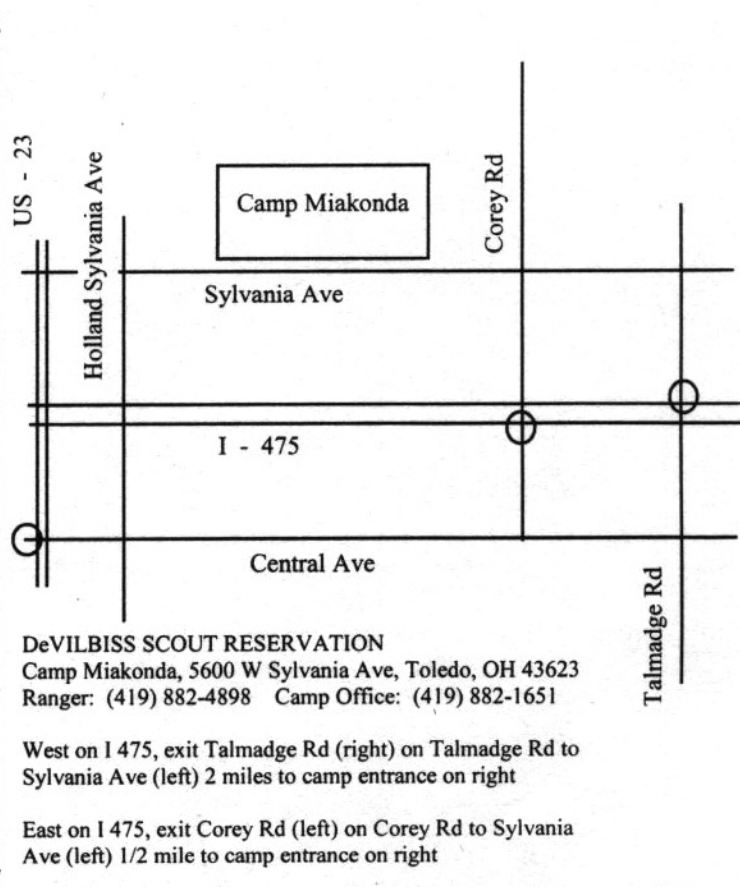 US - 23
Holland Sylvania Ave
Camp Miakonda
Corey Rd
Sylvania Ave
I - 475
Central Ave
Talmadge Rd
DeVILBISS SCOUT RESERVATION
Camp Miakonda, 5600 W Sylvania Ave, Toledo, OH 43623
Ranger: (419) 882-4898 Camp Office: (419) 882-1651
West on I 475, exit Talmadge Rd (right) on Talmadge Rd to
Sylvania Ave (left) 2 miles to camp entrance on right
East on I 475, exit Corey Rd (left) on Corey Rd to Sylvania
Ave (left) 1/2 mile to camp entrance on right